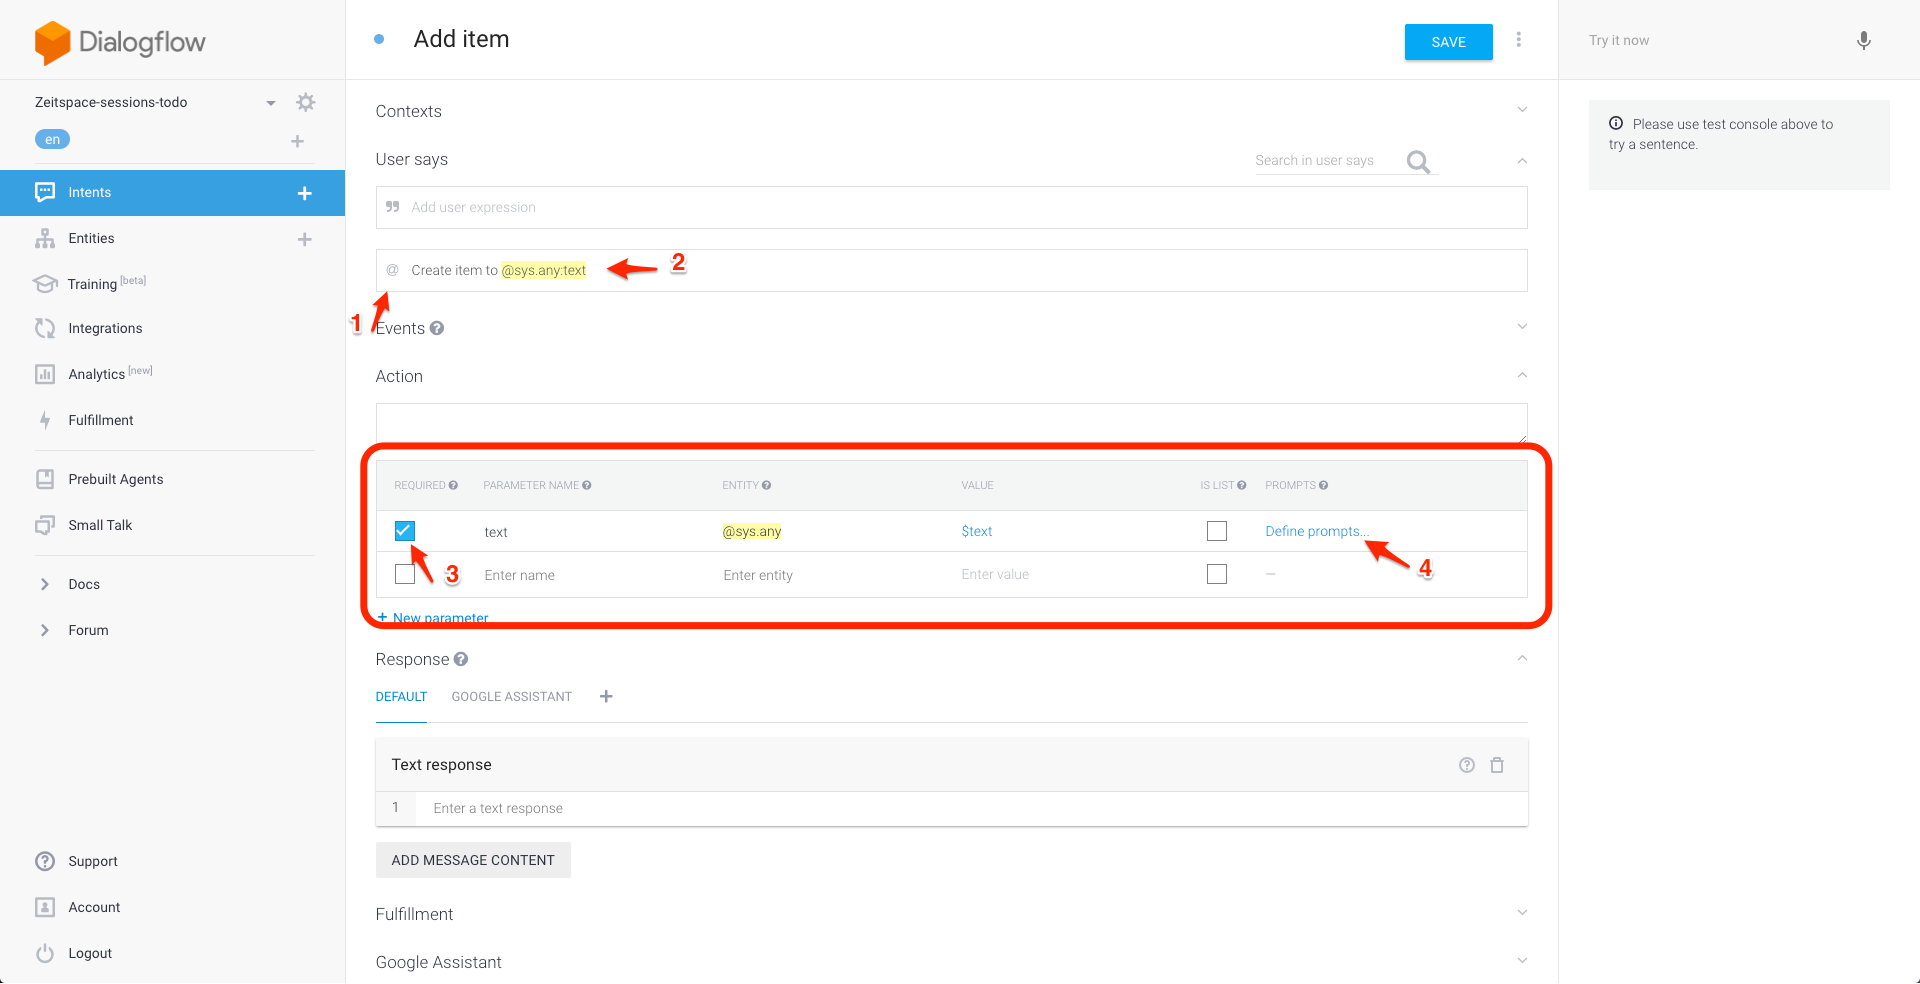 Dialogflow
Zeitspace-sessions-todo
en
Intents
Entities
Training [beta]
Integrations
Analytics [new]
Fulfillment
Prebuilt Agents
Small Talk
Docs
Forum
Support
Account
Logout
Add item
SAVE
Contexts
User says
Search in user says
Add user expression
@ Create item to @sys.any:text
2
1
Events
Action
REQUIRED PARAMETER NAME ENTITY VALUE IS LIST PROMPTS
text @sys.any $text Define prompts...
3
4
Enter name Enter entity Enter value —
+ New parameter
Response
DEFAULT GOOGLE ASSISTANT +
Text response
1 Enter a text response
ADD MESSAGE CONTENT
Fulfillment
Google Assistant
Try it now
Please use test console above to
try a sentence.